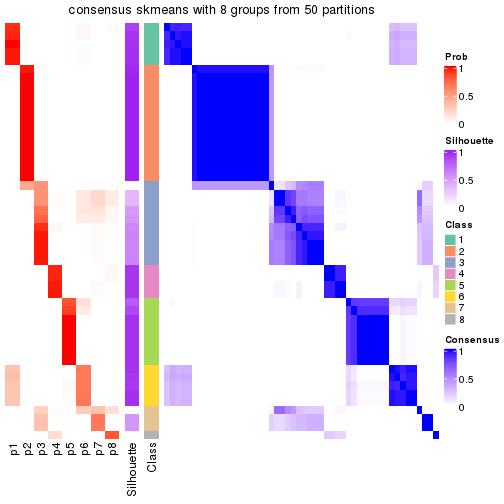 consensus skmeans with 8 groups from 50 partitions
Prob
1
0.5
0
Silhouette
1
0.5
0
Class
1
2
3
4
5
6
7
8
Consensus
1
0.5
0
p1
p2
p3
p4
p5
p6
p7
p8
Silhouette
Class